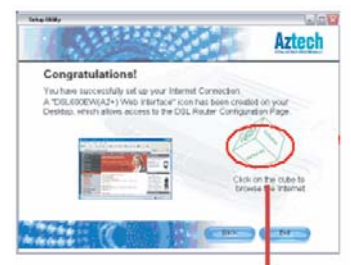 Setup Utility
Aztech
Congratulations!
You have successfully set up your Internet Connection.
A "DSL600EW(A2+) Web Interface" icon has been created on your
Desktop, which allows access to the DSL Router Configuration Page.
Click on the cube to
browse the Internet
Back
Exit